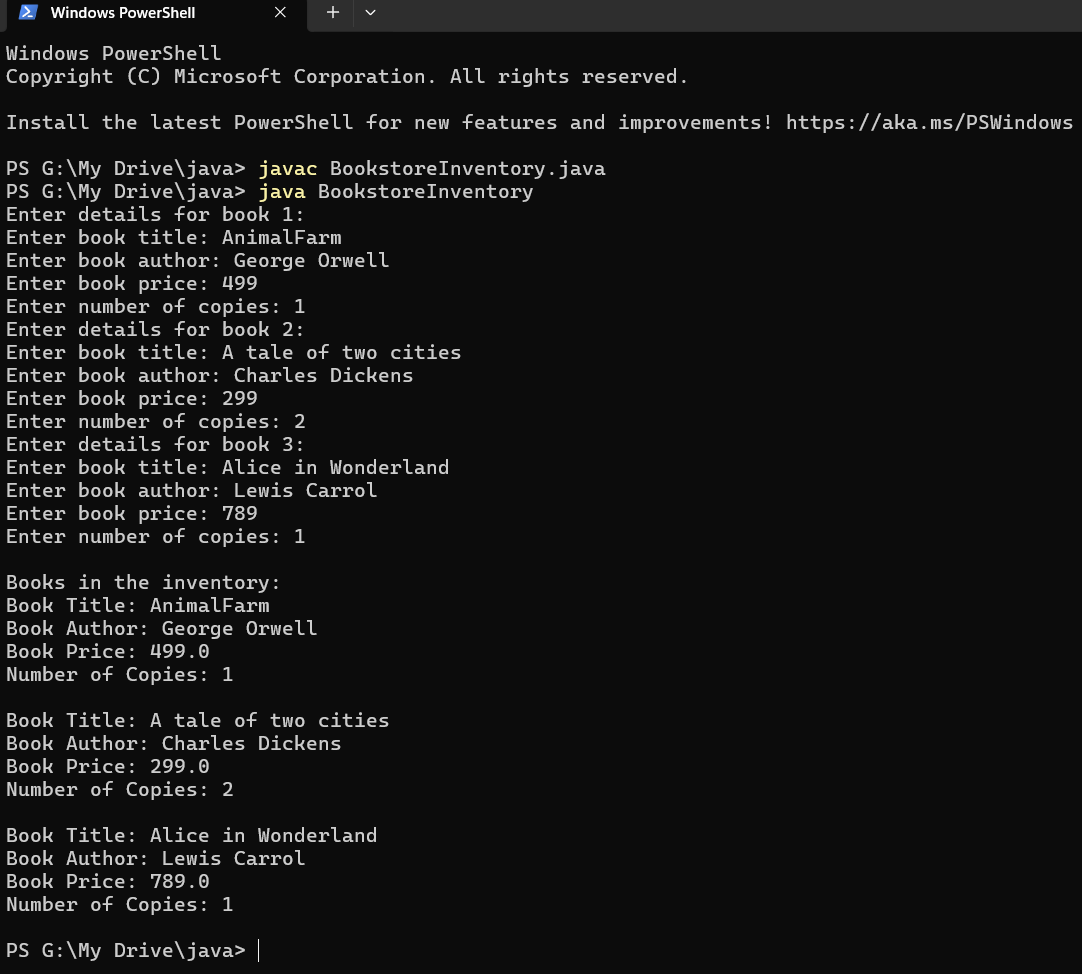 Windows PowerShell
Windows PowerShell
Copyright (C) Microsoft Corporation. All rights reserved.
Install the latest PowerShell for new features and improvements! https://aka.ms/PSWindows
PS G:\My Drive\java> javac BookstoreInventory.java
PS G:\My Drive\java> java BookstoreInventory
Enter details for book 1:
Enter book title: AnimalFarm
Enter book author: George Orwell
Enter book price: 499
Enter number of copies: 1
Enter details for book 2:
Enter book title: A tale of two cities
Enter book author: Charles Dickens
Enter book price: 299
Enter number of copies: 2
Enter details for book 3:
Enter book title: Alice in Wonderland
Enter book author: Lewis Carrol
Enter book price: 789
Enter number of copies: 1
Books in the inventory:
Book Title: AnimalFarm
Book Author: George Orwell
Book Price: 499.0
Number of Copies: 1
Book Title: A tale of two cities
Book Author: Charles Dickens
Book Price: 299.0
Number of Copies: 2
Book Title: Alice in Wonderland
Book Author: Lewis Carrol
Book Price: 789.0
Number of Copies: 1
PS G:\My Drive\java>